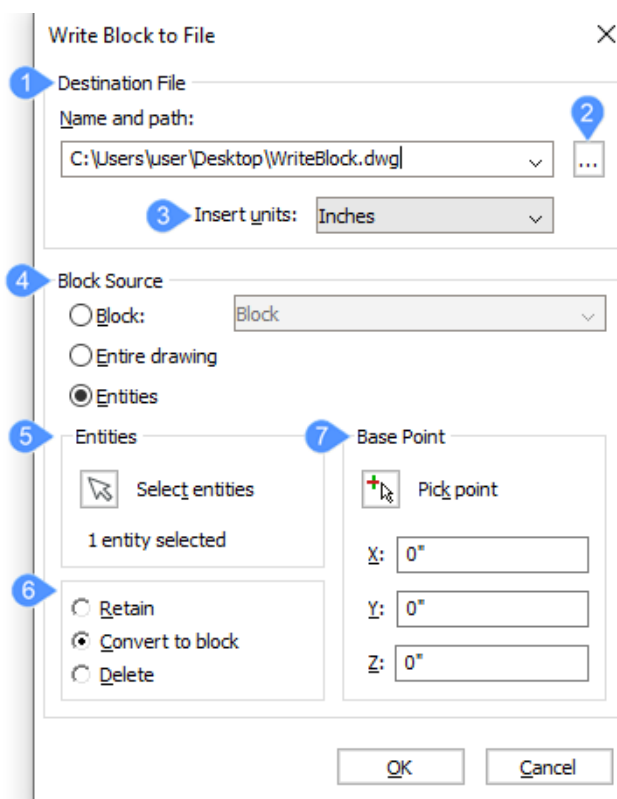 Write Block to File
1 Destination File
Name and path: 2
C:\Users\user\Desktop\WriteBlock.dwg ...
3 Insert units: Inches
4 Block Source
Block: Block
Entire drawing
Entities
5 Entities
Select entities
1 entity selected
6
Retain
Convert to block
Delete
7 Base Point
Pick point
X: 0"
Y: 0"
Z: 0"
OK Cancel